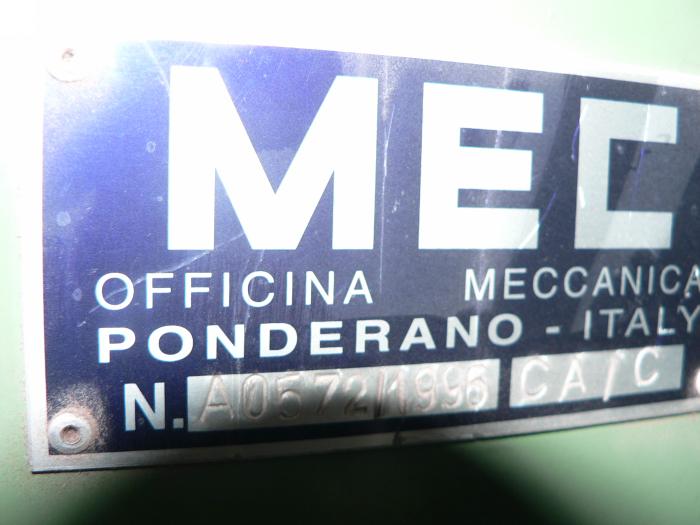 MEC
OFFICINA MECCANICA
PONDERANO - ITALY
N. A0572/1996 CA/C